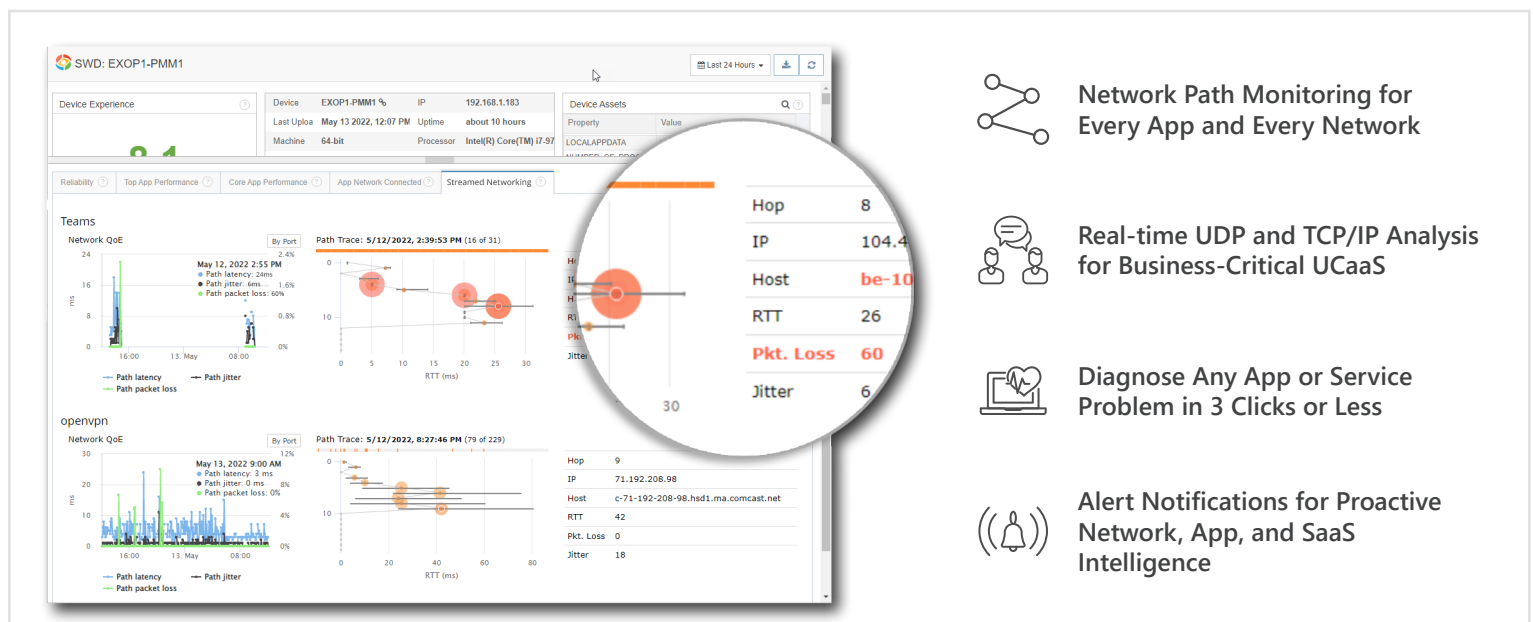 SWD: EXOP1-PMM1
Last 24 Hours
Device Experience
Device EXOP1-PMM1 IP 192.168.1.183
Last Uploa May 13 2022, 12:07 PM Uptime about 10 hours
Machine 64-bit Processor Intel(R) Core(TM) i7-97
Device Assets
Property Value
LOCALAPPDATA
Reliability Top App Performance Core App Performance App Network Connected Streamed Networking
Teams
Network QoE By Port
24 2.4%
16 1.6%
8 0.8%
0 0%
ms
May 12, 2022 2:55 PM
Path latency: 24ms
Path jitter: 6ms
Path packet loss: 60%
16:00 13. May 08:00
Path latency Path jitter
Path packet loss
Path Trace: 5/12/2022, 2:39:53 PM (16 of 31)
0
10
0 5 10 15 20 25 30
RTT (ms)
Jitter
Hop 8
IP 104.4
Host be-10
RTT 26
Pkt. Loss 60
Jitter 6
30
openvpn
Network QoE By Port
30 12%
20 8%
10 4%
0 0%
ms
May 13, 2022 9:00 AM
Path latency: 3 ms
Path jitter: 0 ms
Path packet loss: 0%
16:00 13. May 08:00
Path latency Path jitter
Path packet loss
Path Trace: 5/12/2022, 8:27:46 PM (79 of 229)
0
10
0 20 40 60 80
RTT (ms)
Hop 9
IP 71.192.208.98
Host c-71-192-208-98.hsd1.ma.comcast.net
RTT 42
Pkt. Loss 0
Jitter 18
Network Path Monitoring for
Every App and Every Network
Real-time UDP and TCP/IP Analysis
for Business-Critical UCaaS
Diagnose Any App or Service
Problem in 3 Clicks or Less
Alert Notifications for Proactive
Network, App, and SaaS
Intelligence